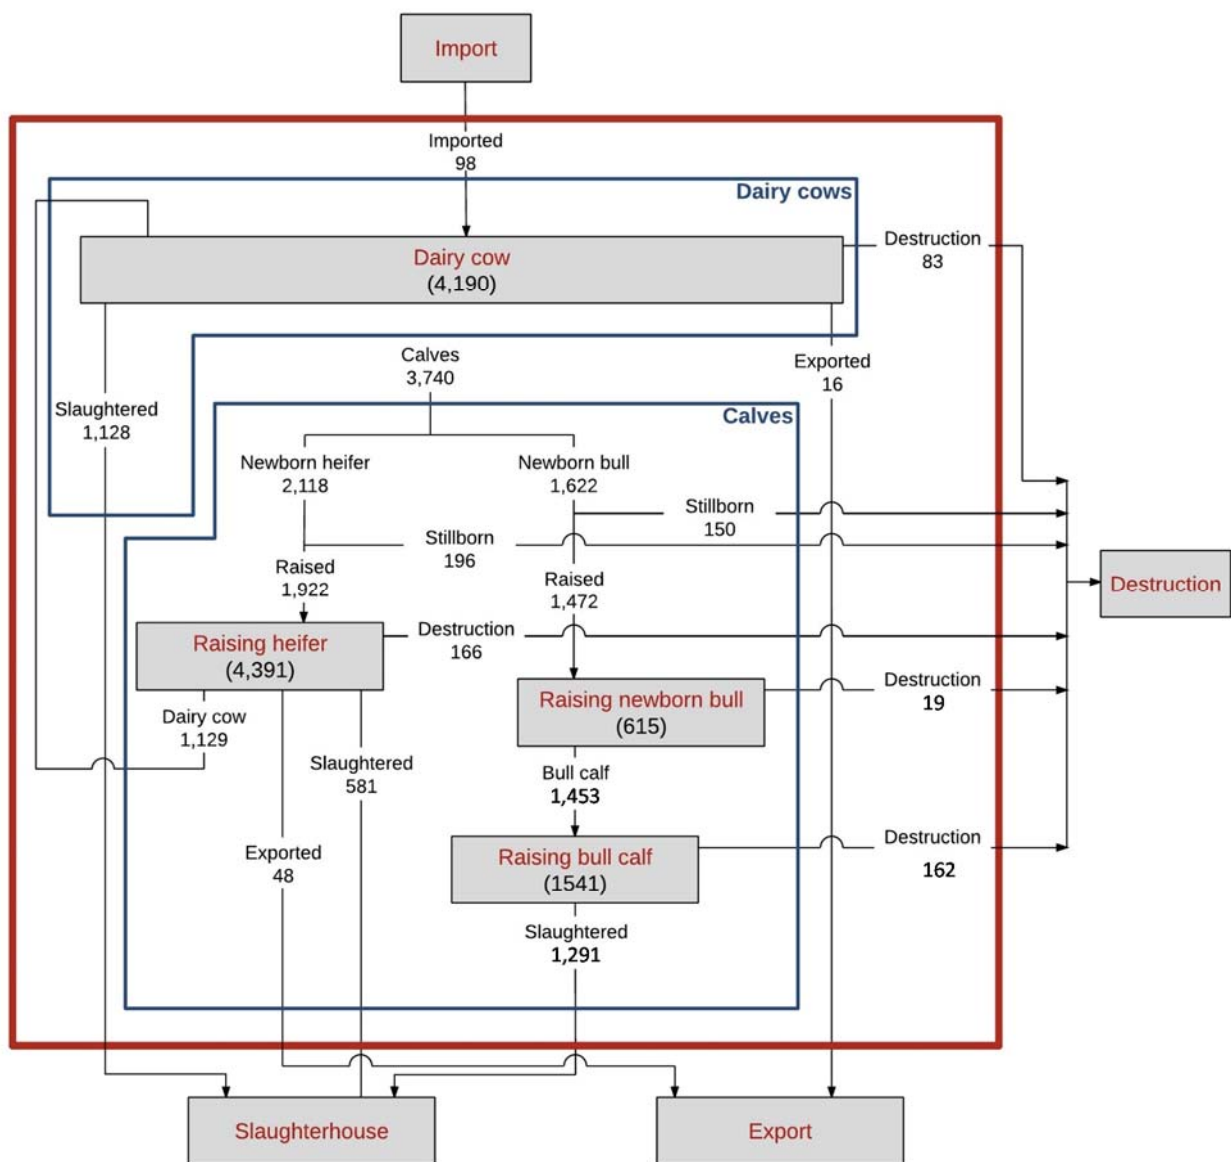 Import
Imported
98
Dairy cows
Dairy cow
(4,190)
Destruction
83
Calves
3,740
Exported
16
Slaughtered
1,128
Calves
Newborn heifer
2,118
Newborn bull
1,622
Stillborn
150
Stillborn
196
Raised
1,922
Raised
1,472
Destruction
Raising heifer
(4,391)
Destruction
166
Raising newborn bull
(615)
Destruction
19
Dairy cow
1,129
Slaughtered
581
Bull calf
1,453
Raising bull calf
(1541)
Destruction
162
Exported
48
Slaughtered
1,291
Slaughterhouse
Export